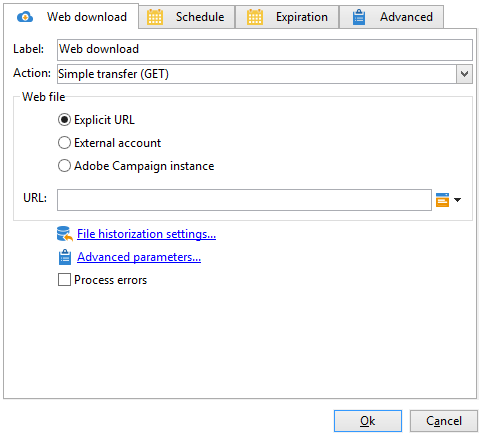 Web download Schedule Expiration Advanced
Label: Web download
Action: Simple transfer (GET)
Web file
Explicit URL
External account
Adobe Campaign instance
URL:
File historization settings...
Advanced parameters...
Process errors
Ok Cancel